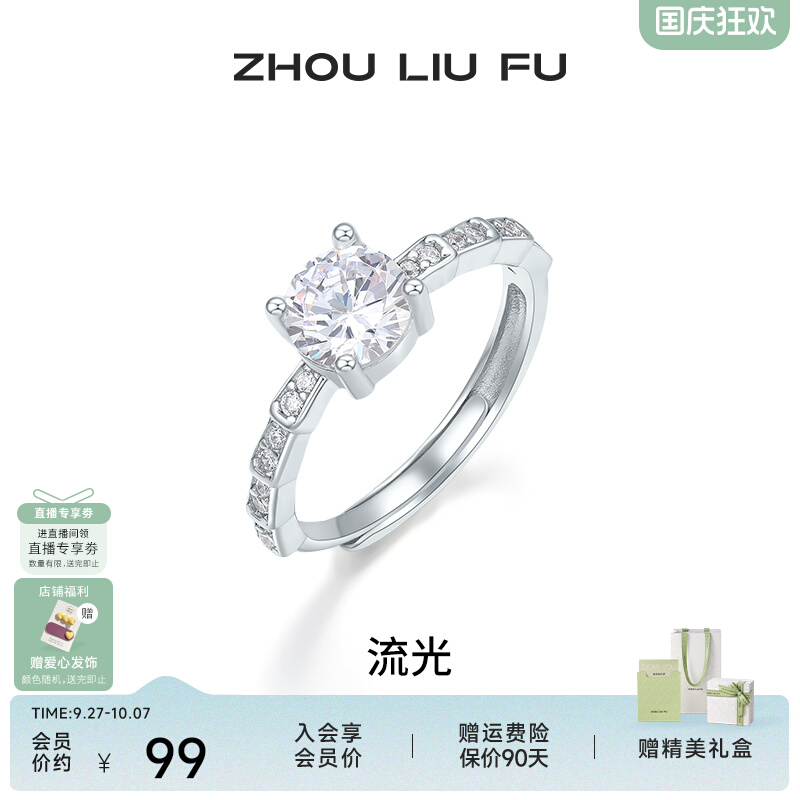 国庆狂欢
ZHOU LIU FU
直播专享券
进直播间领
直播专享券
数量有限,送完即止
店铺福利
赠
赠爱心发饰
颜色随机,送完即止
流光
TIME:9.27-10.07
会员
价约 ¥ 99
入会享
会员价
赠运费险
保价90天
ZHOU LIU FU
赠精美礼盒